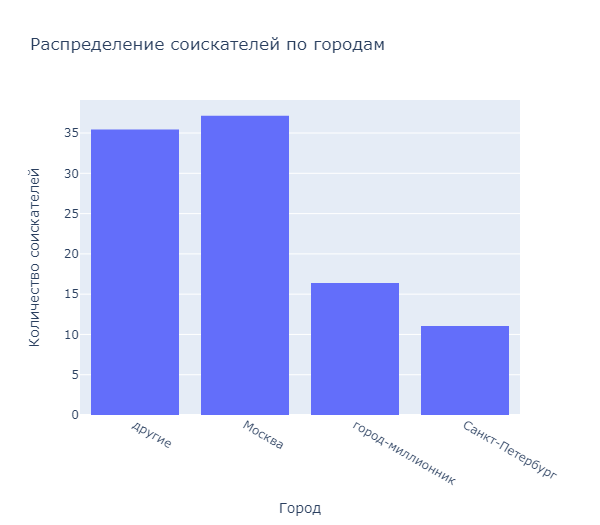 Распределение соискателей по городам
Количество соискателей
35
30
25
20
15
10
5
0
другие
Москва
город-миллионник
Санкт-Петербург
Город